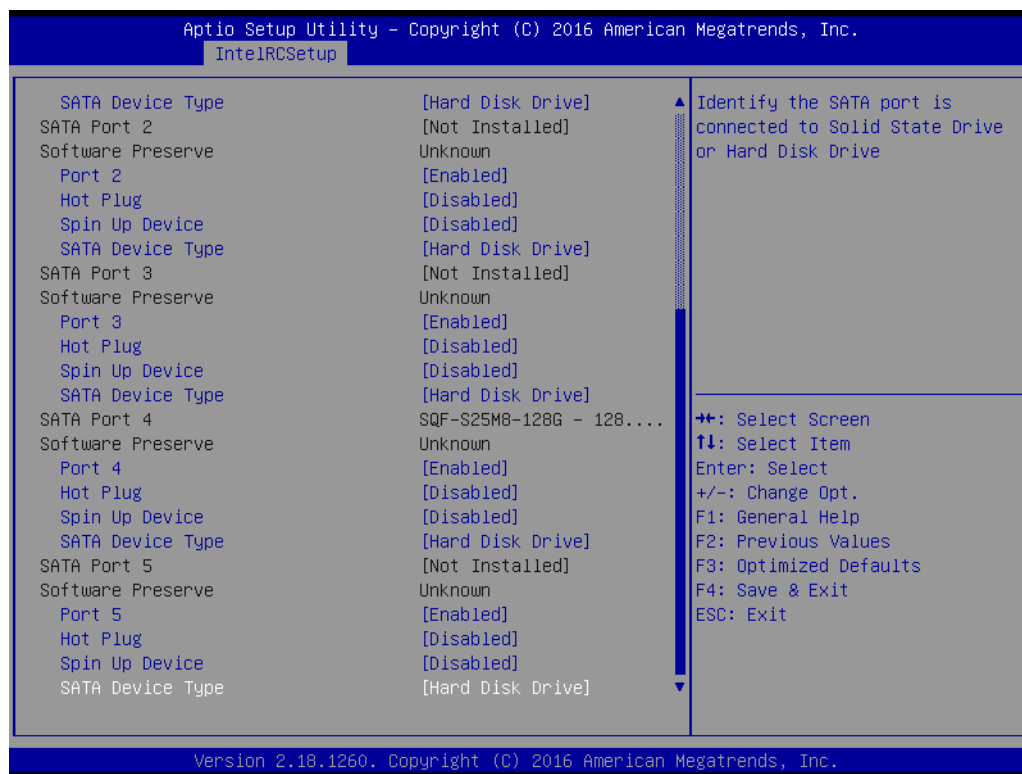 Aptio Setup Utility – Copyright (C) 2016 American Megatrends, Inc.
IntelRCSetup
SATA Device Type [Hard Disk Drive]
SATA Port 2 [Not Installed]
Software Preserve Unknown
Port 2 [Enabled]
Hot Plug [Disabled]
Spin Up Device [Disabled]
SATA Device Type [Hard Disk Drive]
SATA Port 3 [Not Installed]
Software Preserve Unknown
Port 3 [Enabled]
Hot Plug [Disabled]
Spin Up Device [Disabled]
SATA Device Type [Hard Disk Drive]
SATA Port 4 SQF-S25M8-128G - 128....
Software Preserve Unknown
Port 4 [Enabled]
Hot Plug [Disabled]
Spin Up Device [Disabled]
SATA Device Type [Hard Disk Drive]
SATA Port 5 [Not Installed]
Software Preserve Unknown
Port 5 [Enabled]
Hot Plug [Disabled]
Spin Up Device [Disabled]
SATA Device Type [Hard Disk Drive]
Identify the SATA port is
connected to Solid State Drive
or Hard Disk Drive
→←: Select Screen
↑↓: Select Item
Enter: Select
+/-: Change Opt.
F1: General Help
F2: Previous Values
F3: Optimized Defaults
F4: Save & Exit
ESC: Exit
Version 2.18.1260. Copyright (C) 2016 American Megatrends, Inc.